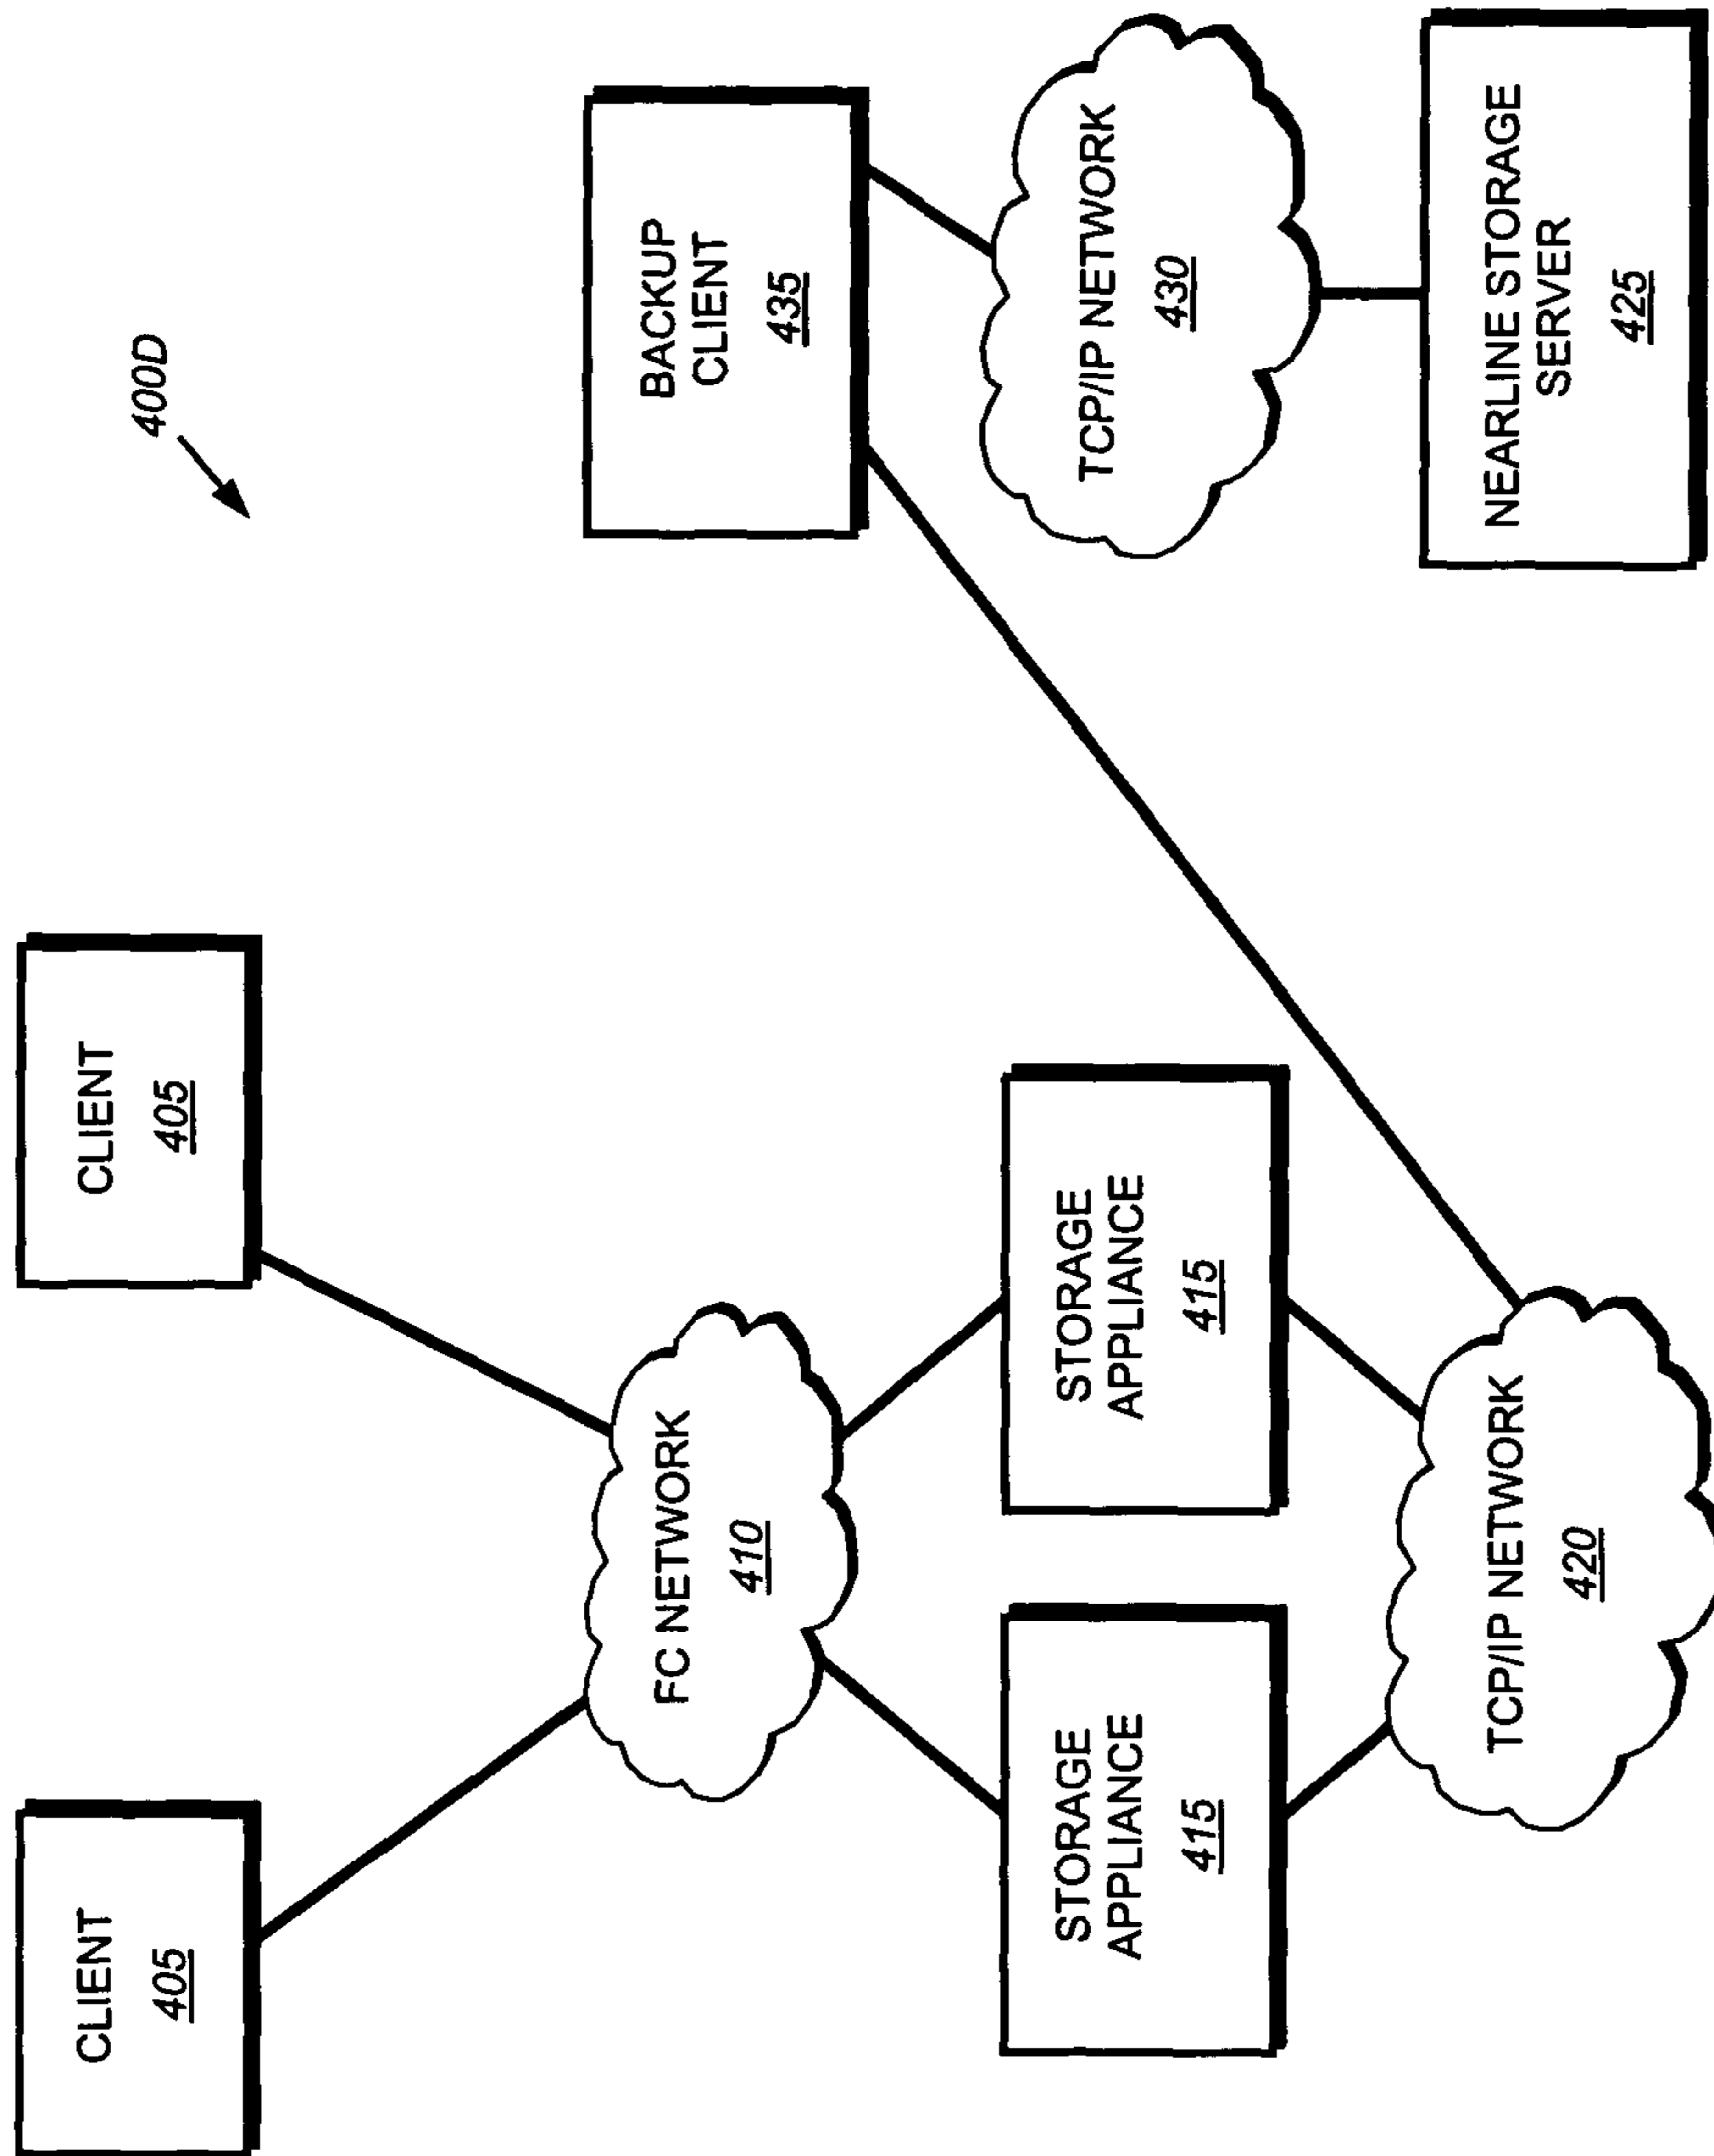 400D
CLIENT
405
CLIENT
405
FC NETWORK
410
BACKUP
CLIENT
435
STORAGE
APPLIANCE
415
STORAGE
APPLIANCE
415
TCP/IP NETWORK
430
TCP/IP NETWORK
420
NEARLINE STORAGE
SERVER
425